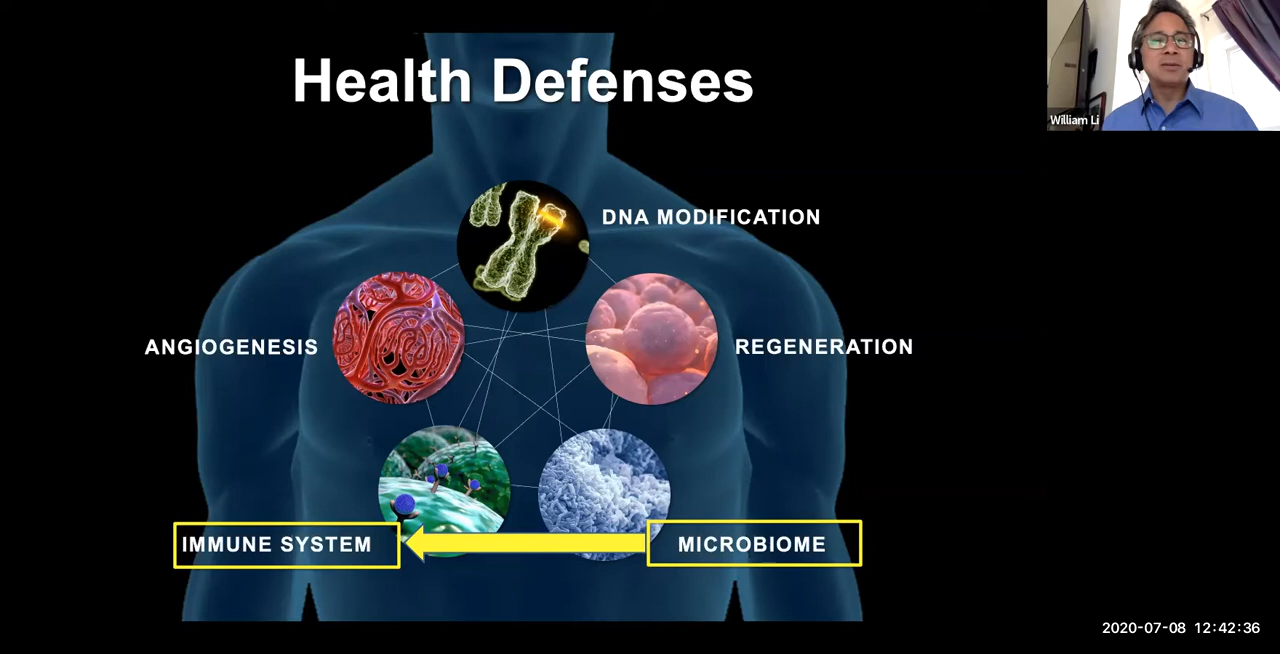 Health Defenses
William Li
DNA MODIFICATION
ANGIOGENESIS
REGENERATION
IMMUNE SYSTEM
MICROBIOME
2020-07-08 12:42:36